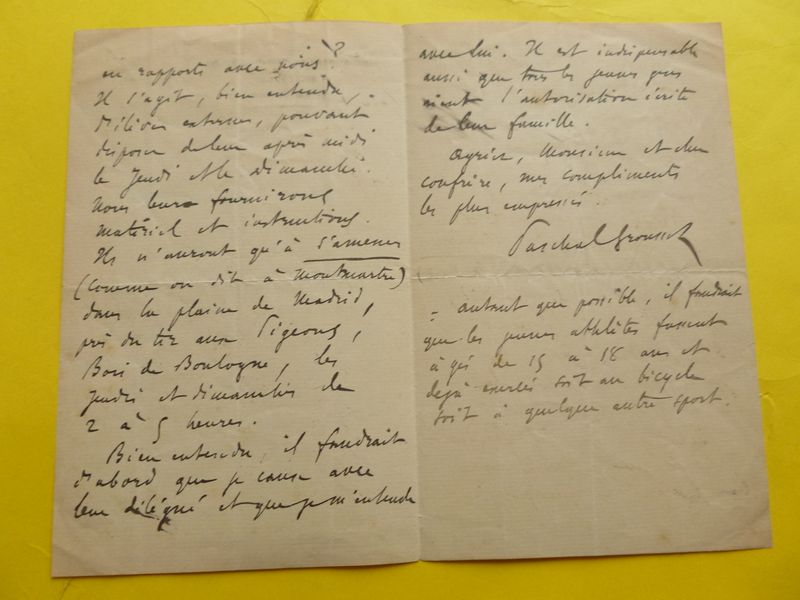 en rapports avec vous ?
Il s'agit, bien entendu,
d'élèves externes, pouvant
disposer de leur après midi
le Jeudi et le Dimanche.
Nous leur fournirons
matériel et instructions.
Ils n'auront qu'à s'amener
(comme on dit à Montmartre)
dans la plaine de Madrid,
près du tir aux Pigeons,
Bois de Boulogne, les
Jeudis et dimanches de
2 à 5 heures.
Bien entendu, il faudrait
d'abord que je cause avec
leur délégué et que je m'entende
avec lui. Il est indispensable
aussi que tous les jeunes gens
aient l'autorisation écrite
de leur famille.
Agréez, Monsieur et cher
confrère, mes compliments
les plus empressés.
Paschal Grousset
= autant que possible, il faudrait
que les jeunes athlètes fussent
âgés de 15 à 18 ans et
déjà exercés soit au bicycle
soit à quelque autre sport.